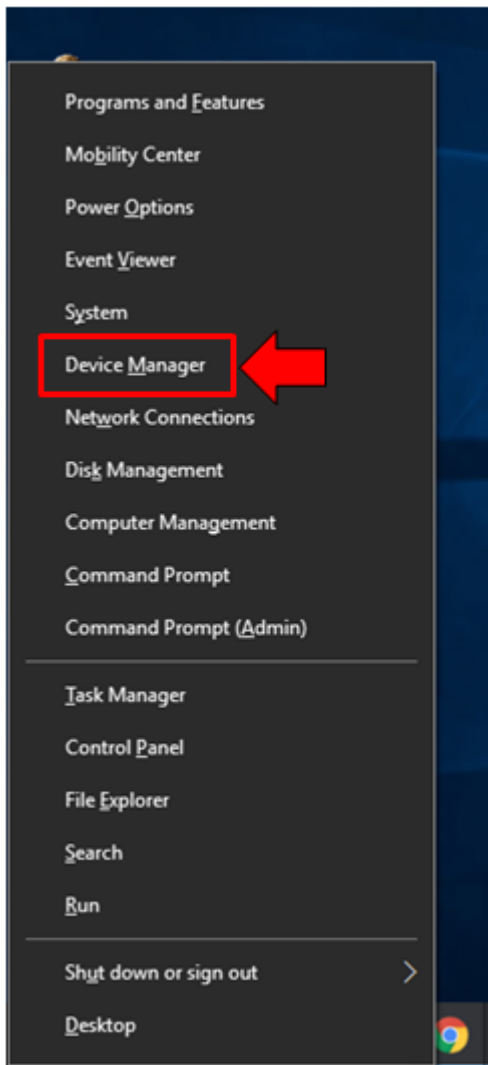 Programs and Features
Mobility Center
Power Options
Event Viewer
System
Device Manager
Network Connections
Disk Management
Computer Management
Command Prompt
Command Prompt (Admin)
Task Manager
Control Panel
File Explorer
Search
Run
Shut down or sign out
Desktop